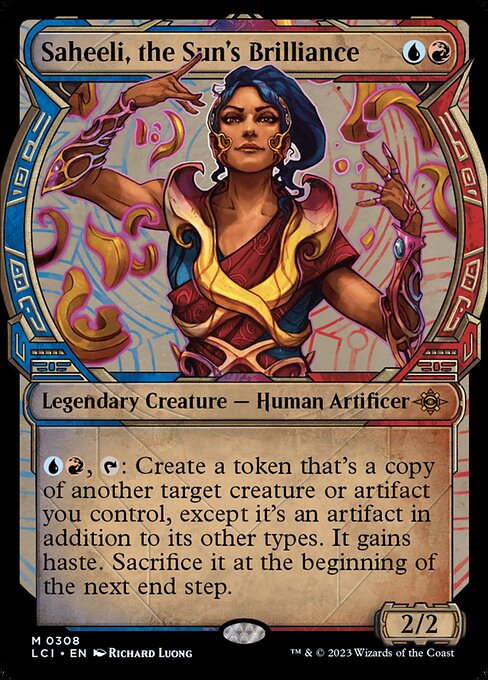 Saheeli, the Sun's Brilliance
Legendary Creature — Human Artificer
: Create a token that's a copy
of another target creature or artifact
you control, except it's an artifact in
addition to its other types. It gains
haste. Sacrifice it at the beginning of
the next end step.
2/2
M 0308
LCI • EN Richard Luong
™ & © 2023 Wizards of the Coast